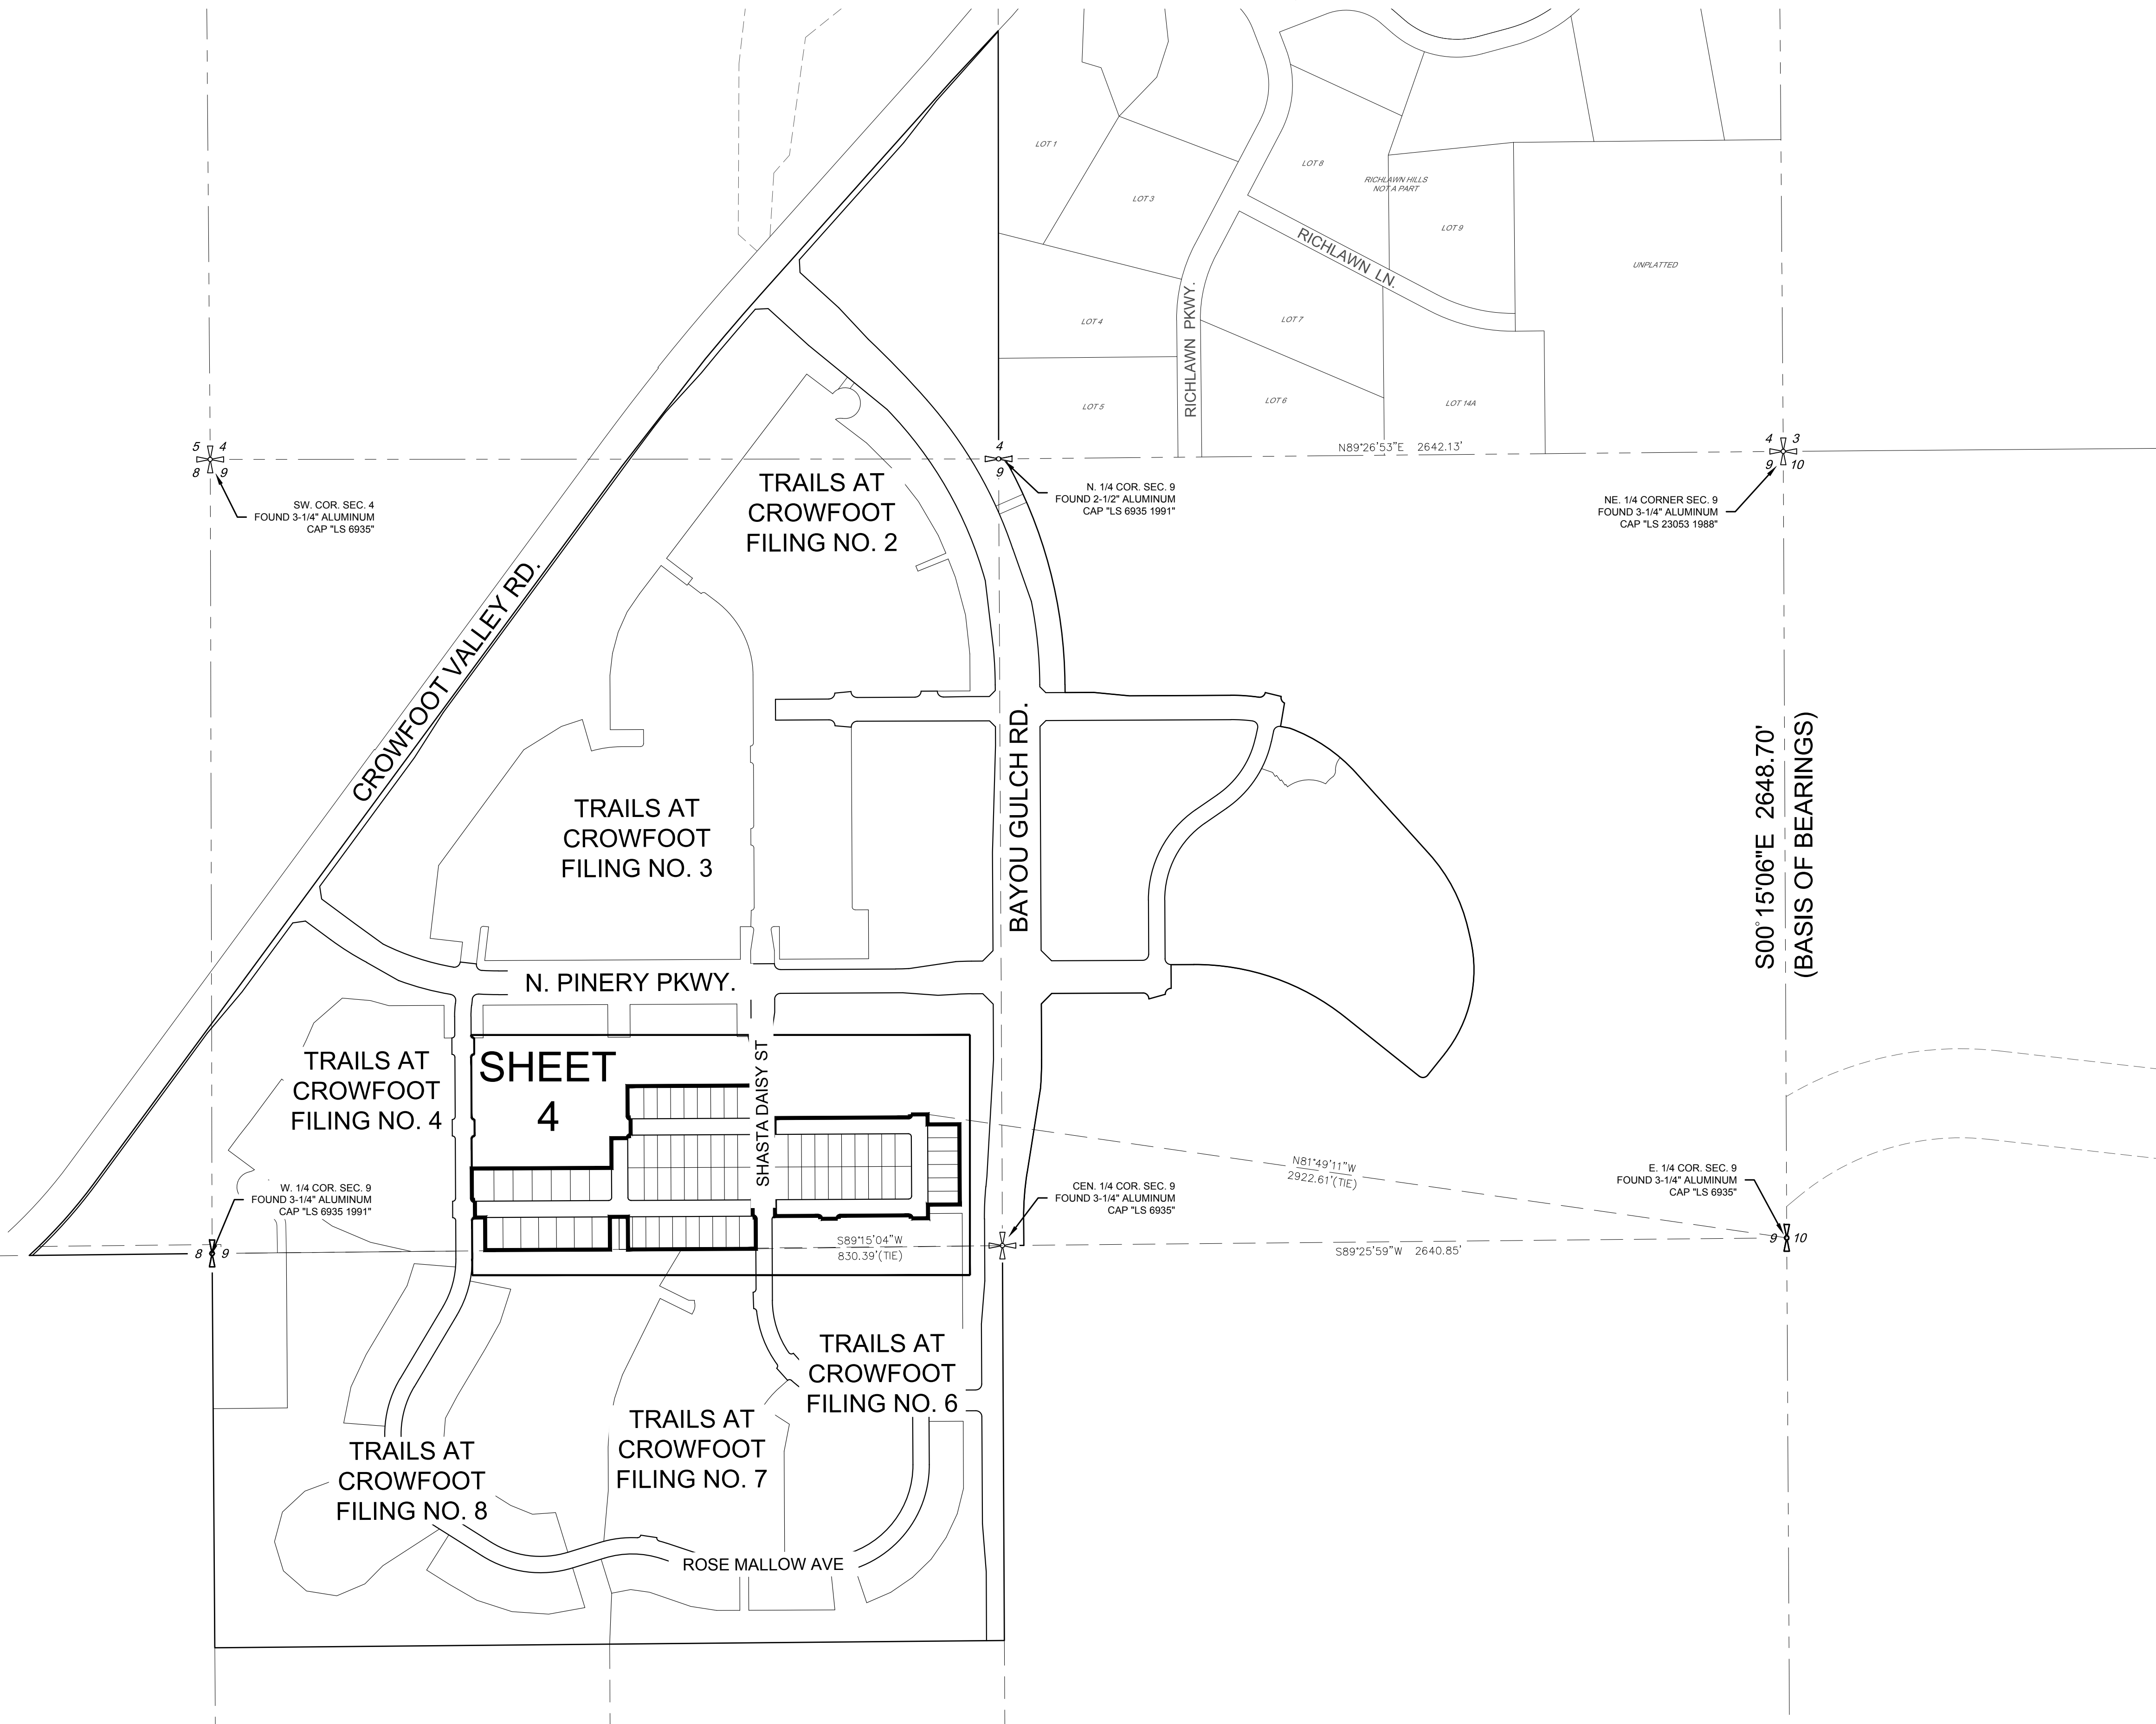 LOT 1
LOT 3
LOT 8
RICHLAWN HILLS
NOT A PART
LOT 9
RICHLAWN LN.
UNPLATTED
RICHLAWN PKWY.
LOT 4
LOT 7
LOT 5
LOT 6
LOT 14A
N89°26'53"E 2642.13'
5 4
8 9
SW. COR. SEC. 4
FOUND 3-1/4" ALUMINUM
CAP "LS 6935"
4
9
N. 1/4 COR. SEC. 9
FOUND 2-1/2" ALUMINUM
CAP "LS 6935 1991"
4 3
9 10
NE. 1/4 CORNER SEC. 9
FOUND 3-1/4" ALUMINUM
CAP "LS 23053 1988"
TRAILS AT
CROWFOOT
FILING NO. 2
CROWFOOT VALLEY RD.
TRAILS AT
CROWFOOT
FILING NO. 3
BAYOU GULCH RD.
S00°15'06"E 2648.70'
(BASIS OF BEARINGS)
N. PINERY PKWY.
TRAILS AT
CROWFOOT
FILING NO. 4
SHEET
4
SHASTA DAISY ST
N81°49'11"W
2922.61'(TIE)
W. 1/4 COR. SEC. 9
FOUND 3-1/4" ALUMINUM
CAP "LS 6935 1991"
8 9
CEN. 1/4 COR. SEC. 9
FOUND 3-1/4" ALUMINUM
CAP "LS 6935"
E. 1/4 COR. SEC. 9
FOUND 3-1/4" ALUMINUM
CAP "LS 6935"
9 10
S89°15'04"W
830.39'(TIE)
S89°25'59"W 2640.85'
TRAILS AT
CROWFOOT
FILING NO. 6
TRAILS AT
CROWFOOT
FILING NO. 7
TRAILS AT
CROWFOOT
FILING NO. 8
ROSE MALLOW AVE